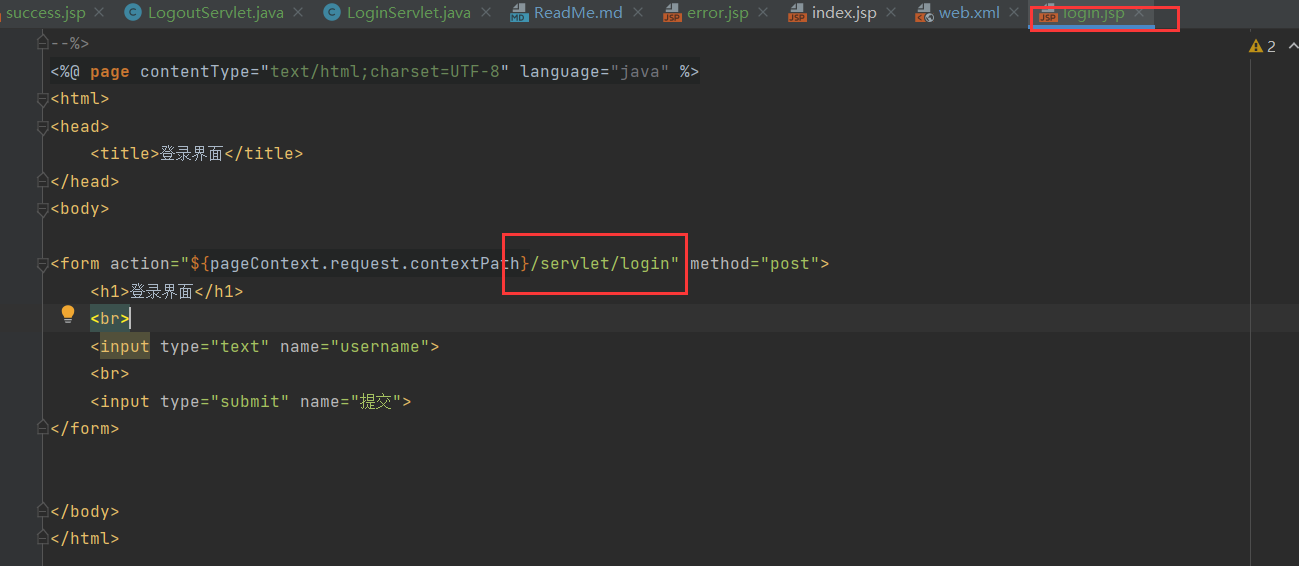 success.jsp LogoutServlet.java LoginServlet.java ReadMe.md error.jsp index.jsp web.xml login.jsp
--%>
2
<%@ page contentType="text/html;charset=UTF-8" language="java" %>
<html>
<head>
<title>登录界面</title>
</head>
<body>
<form action="${pageContext.request.contextPath}/servlet/login" method="post">
<h1>登录界面</h1>
<br>
<input type="text" name="username">
<br>
<input type="submit" name="提交">
</form>
</body>
</html>